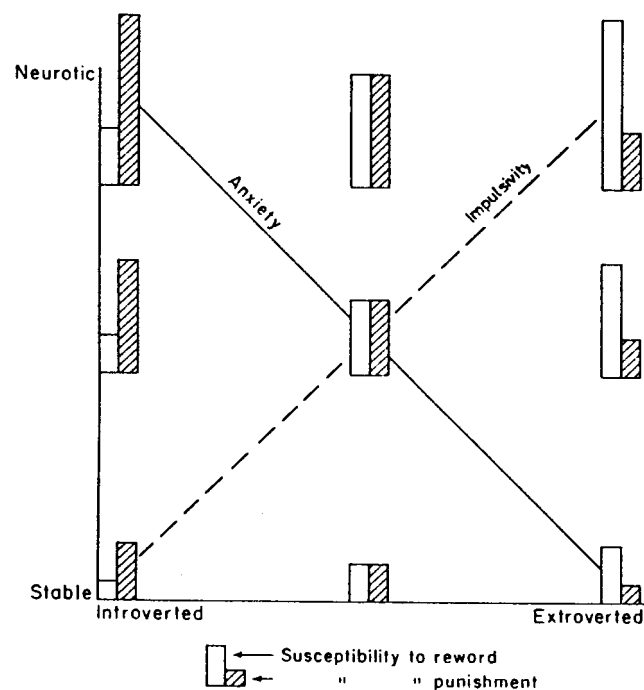 Neurotic
Anxiety
Impulsivity
Stable
Introverted
Extroverted
Susceptibility to reword
" " punishment